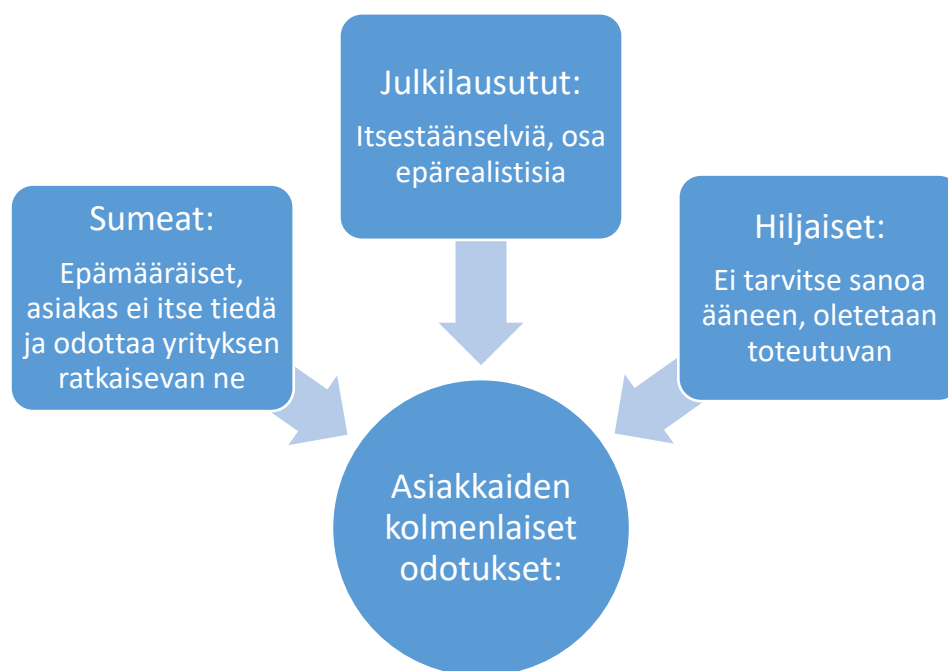 Sumeat:
Epämääräiset,
asiakas ei itse tiedä
ja odottaa yrityksen
ratkaisevan ne
Julkilausutut:
Itsestäänselviä, osa
epärealistisia
Hiljaiset:
Ei tarvitse sanoa
ääneen, oletetaan
toteutuvan
Asiakkaiden
kolmenlaiset
odotukset: